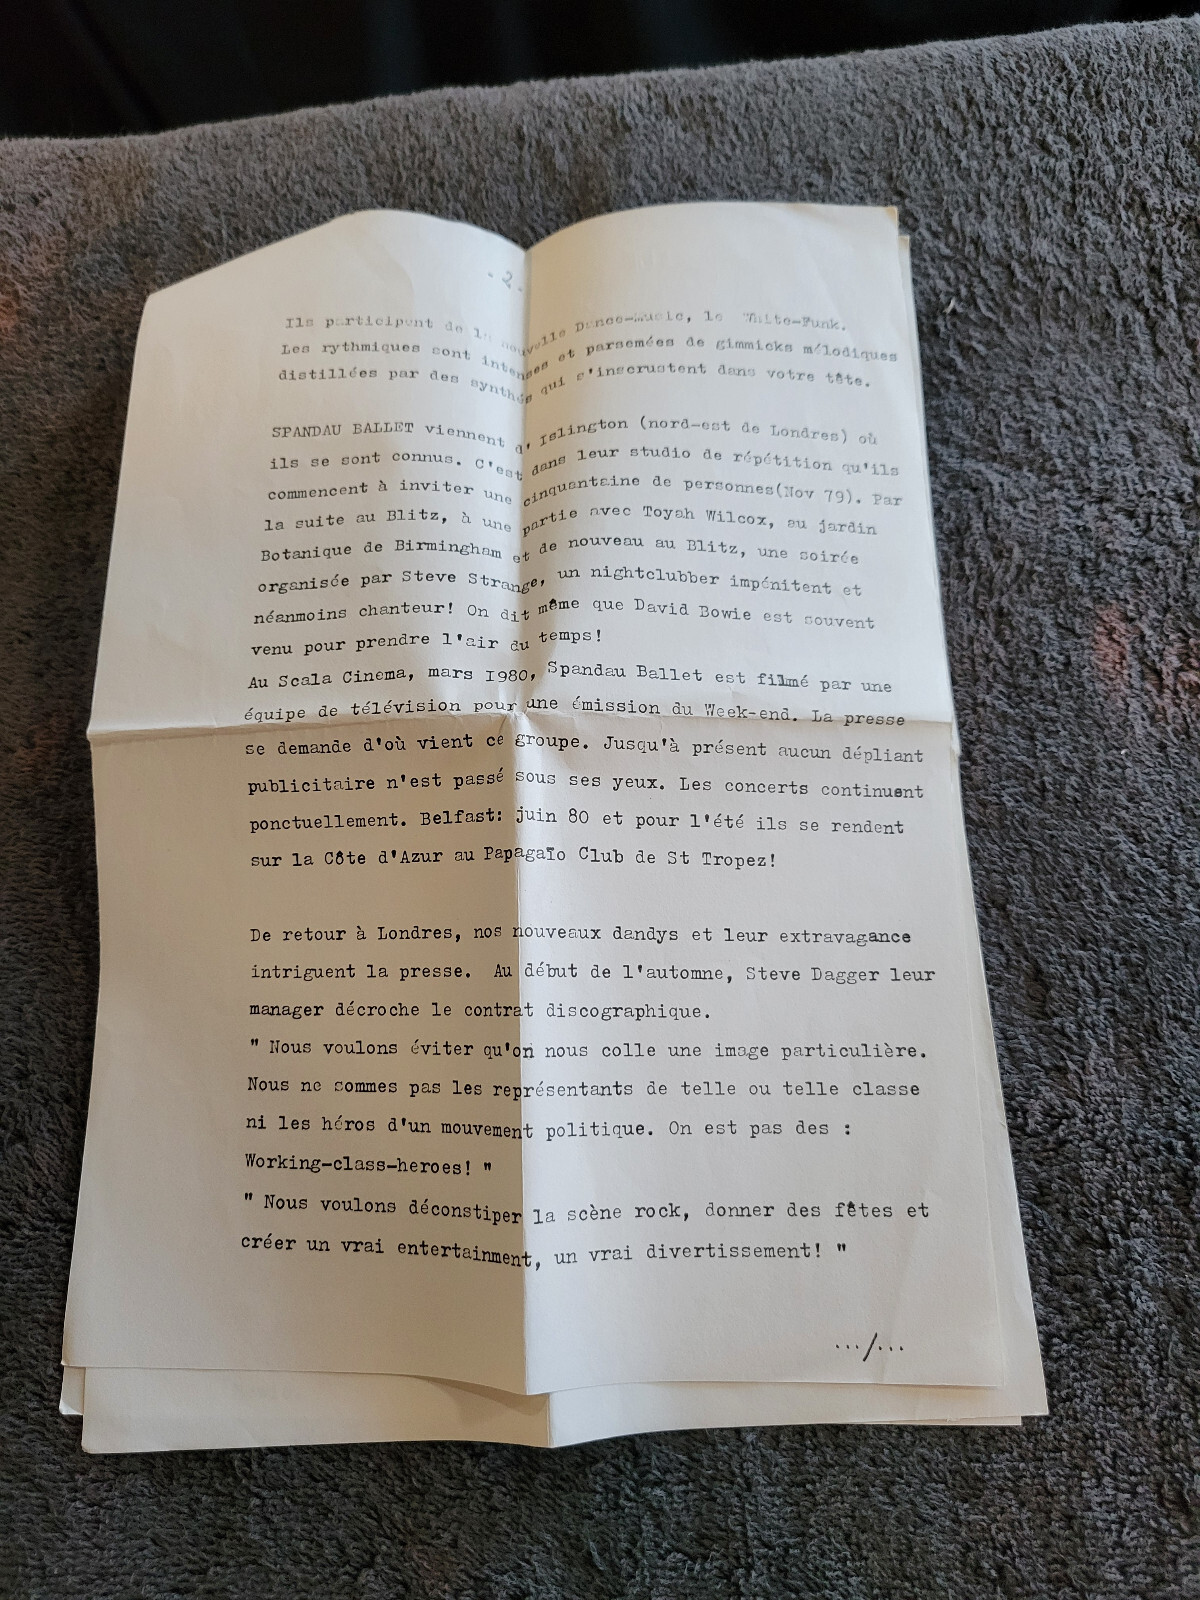 - 2 -
Ils participent de la nouvelle Dance-Music, le White-Funk.
Les rythmiques sont intenses et parsemées de gimmicks mélodiques
distillées par des synthés qui s'inscrustent dans votre tête.
SPANDAU BALLET viennent d'Islington (nord-est de Londres) où
ils se sont connus. C'est dans leur studio de répétition qu'ils
commencent à inviter une cinquantaine de personnes(Nov 79). Par
la suite au Blitz, à une partie avec Toyah Wilcox, au jardin
Botanique de Birmingham et de nouveau au Blitz, une soirée
organisée par Steve Strange, un nightclubber impénitent et
néanmoins chanteur! On dit même que David Bowie est souvent
venu pour prendre l'air du temps!
Au Scala Cinema, mars 1980, Spandau Ballet est filmé par une
équipe de télévision pour une émission du Week-end. La presse
se demande d'où vient ce groupe. Jusqu'à présent aucun dépliant
publicitaire n'est passé sous ses yeux. Les concerts continuent
ponctuellement. Belfast: juin 80 et pour l'été ils se rendent
sur la Côte d'Azur au Papagaïo Club de St Tropez!
De retour à Londres, nos nouveaux dandys et leur extravagance
intriguent la presse. Au début de l'automne, Steve Dagger leur
manager décroche le contrat discographique.
" Nous voulons éviter qu'on nous colle une image particulière.
Nous ne sommes pas les représentants de telle ou telle classe
ni les héros d'un mouvement politique. On est pas des :
Working-class-heroes! "
" Nous voulons déconstiper la scène rock, donner des fêtes et
créer un vrai entertainment, un vrai divertissement! "
.../...